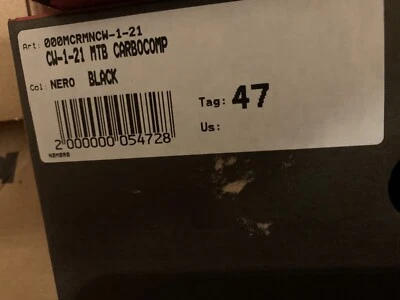 Art: 000MCRMNCW-1-21
CW-1-21 MTB CARBOCOMP
Col: NERO BLACK
Tag: 47
Us:
2 000000 054728